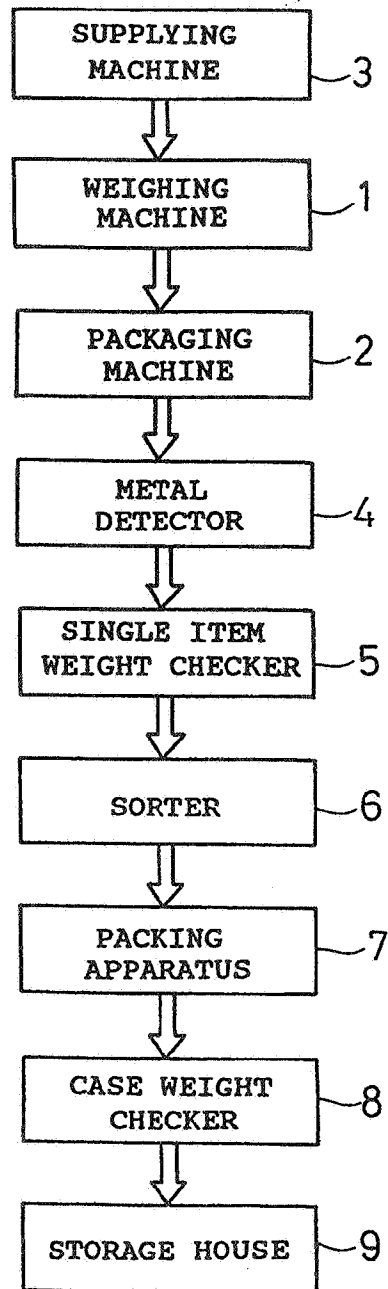 SUPPLYING
MACHINE
3
WEIGHING
MACHINE
1
PACKAGING
MACHINE
2
METAL
DETECTOR
4
SINGLE ITEM
WEIGHT CHECKER
5
SORTER
6
PACKING
APPARATUS
7
CASE WEIGHT
CHECKER
8
STORAGE HOUSE
9